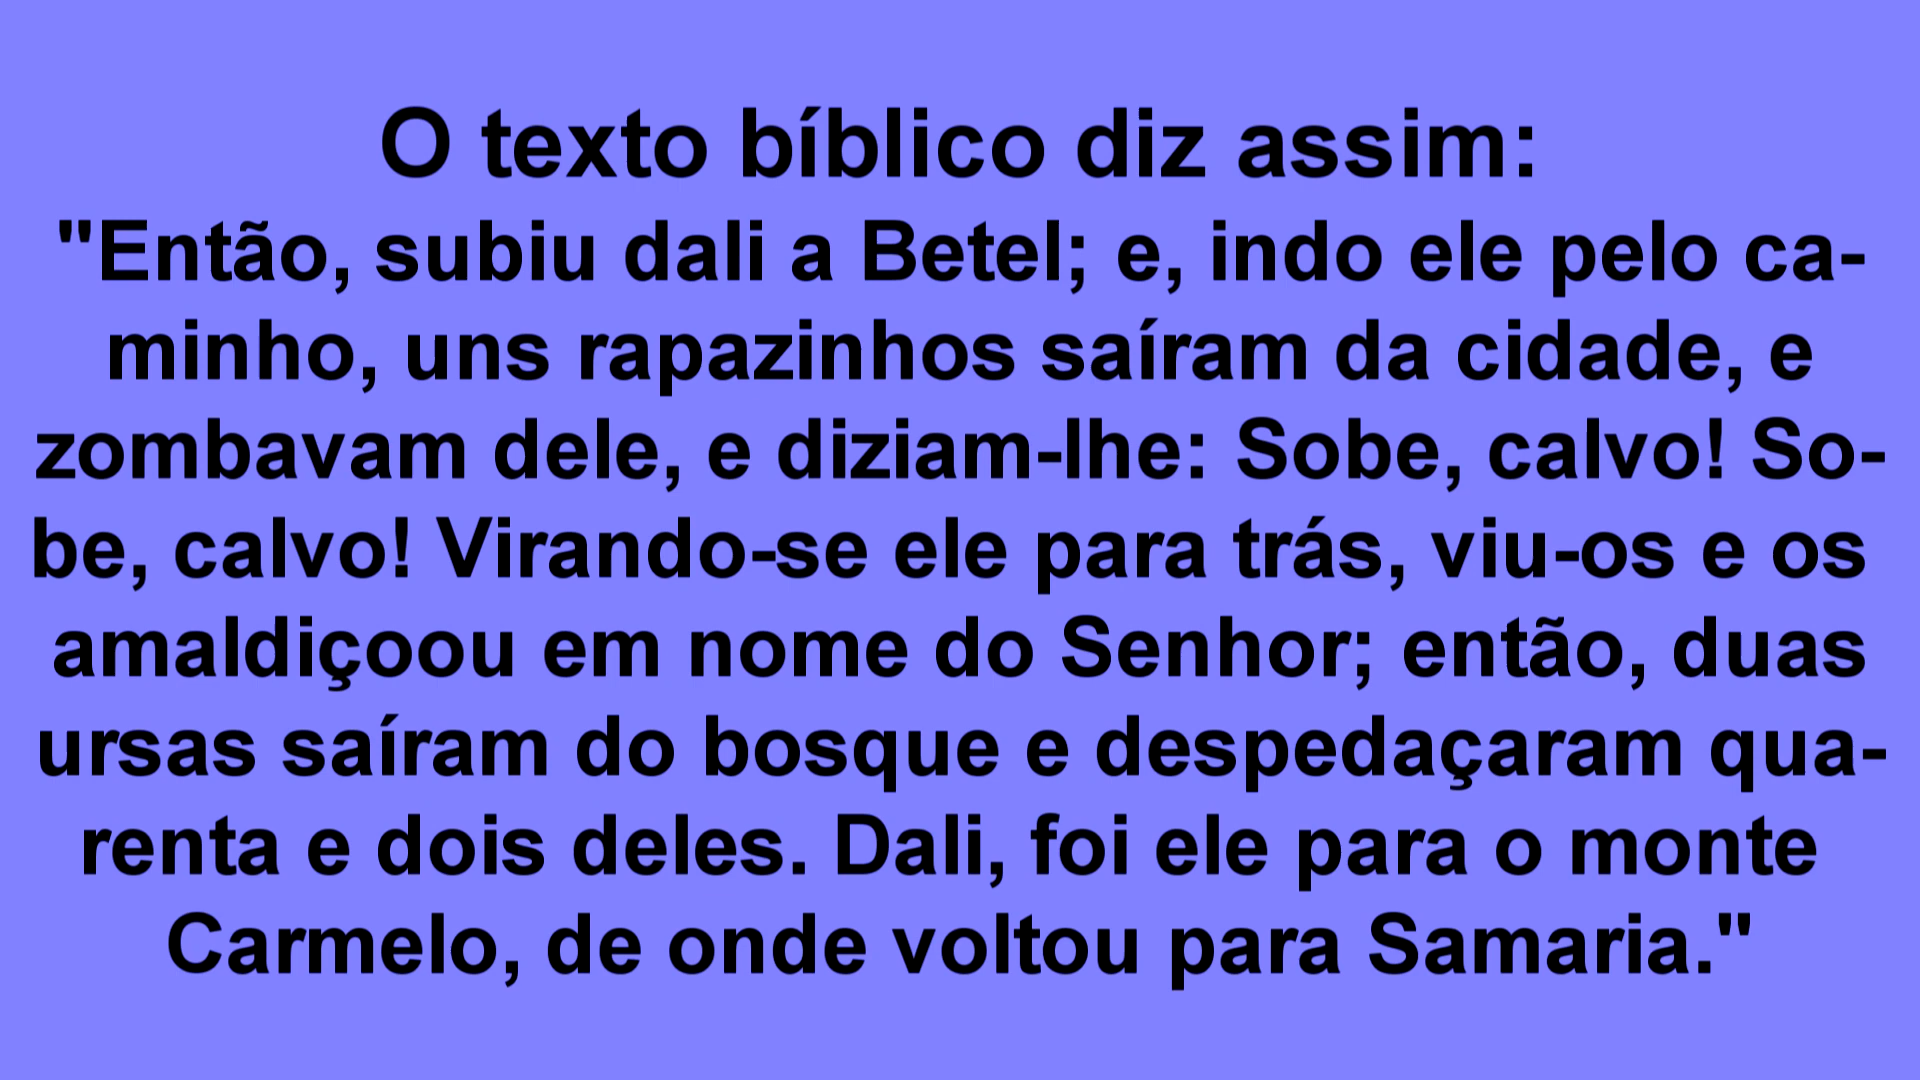 O texto bíblico diz assim:
"Então, subiu dali a Betel; e, indo ele pelo ca-
minho, uns rapazinhos saíram da cidade, e
zombavam dele, e diziam-lhe: Sobe, calvo! So-
be, calvo! Virando-se ele para trás, viu-os e os
amaldiçoou em nome do Senhor; então, duas
ursas saíram do bosque e despedaçaram qua-
renta e dois deles. Dali, foi ele para o monte
Carmelo, de onde voltou para Samaria."